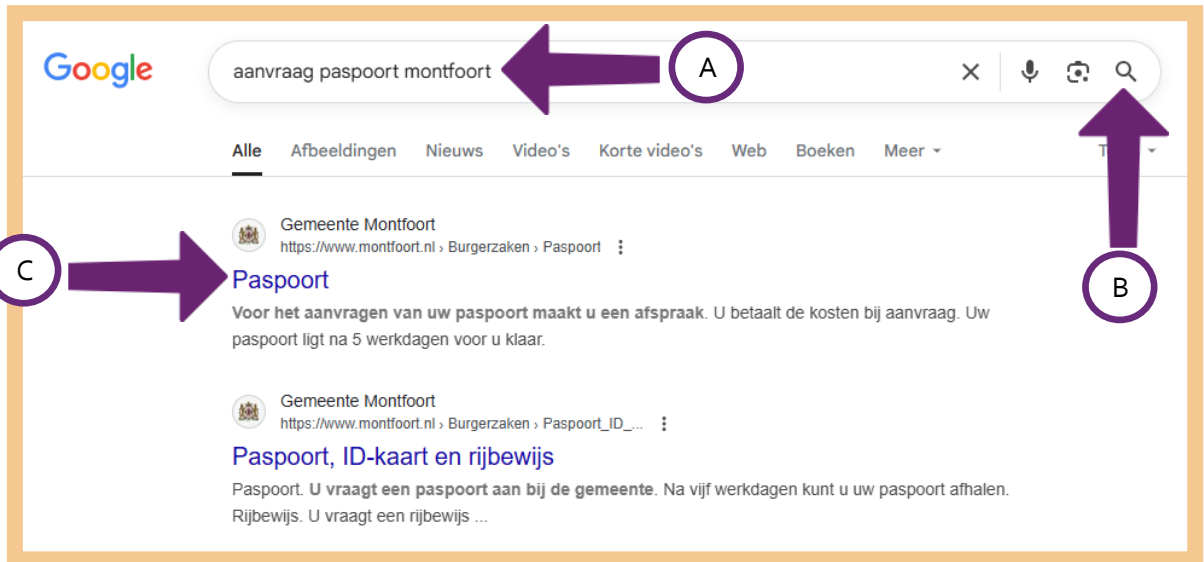 Google
aanvraag paspoort montfoort
A
Alle Afbeeldingen Nieuws Video's Korte video's Web Boeken Meer
Gemeente Montfoort
https://www.montfoort.nl › Burgerzaken › Paspoort
C
Paspoort
B
Voor het aanvragen van uw paspoort maakt u een afspraak. U betaalt de kosten bij aanvraag. Uw
paspoort ligt na 5 werkdagen voor u klaar.
Gemeente Montfoort
https://www.montfoort.nl › Burgerzaken › Paspoort_ID_...
Paspoort, ID-kaart en rijbewijs
Paspoort. U vraagt een paspoort aan bij de gemeente. Na vijf werkdagen kunt u uw paspoort afhalen.
Rijbewijs. U vraagt een rijbewijs ...